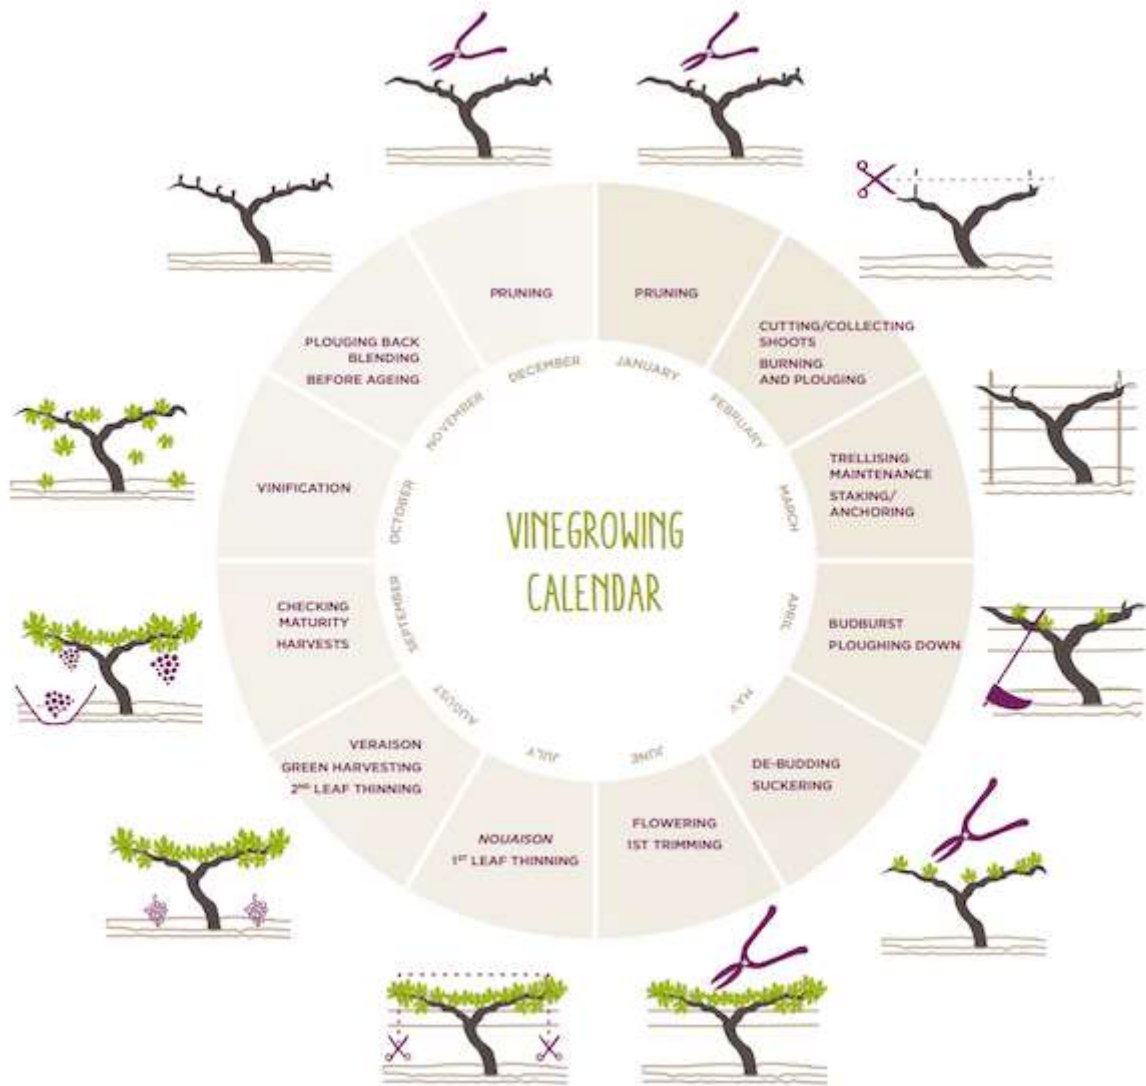 VINEGROWING
CALENDAR
JANUARY
PRUNING
FEBRUARY
CUTTING/COLLECTING
SHOOTS
BURNING
AND PLOUGING
MARCH
TRELLISING
MAINTENANCE
STAKING/
ANCHORING
APRIL
BUDBURST
PLOUGHING DOWN
MAY
DE-BUDDING
SUCKERING
JUNE
FLOWERING
1ST TRIMMING
JULY
NOUAISON
1ST LEAF THINNING
AUGUST
VERAISON
GREEN HARVESTING
2ND LEAF THINNING
SEPTEMBER
CHECKING
MATURITY
HARVESTS
OCTOBER
VINIFICATION
NOVEMBER
PLOUGING BACK
BLENDING
BEFORE AGEING
DECEMBER
PRUNING